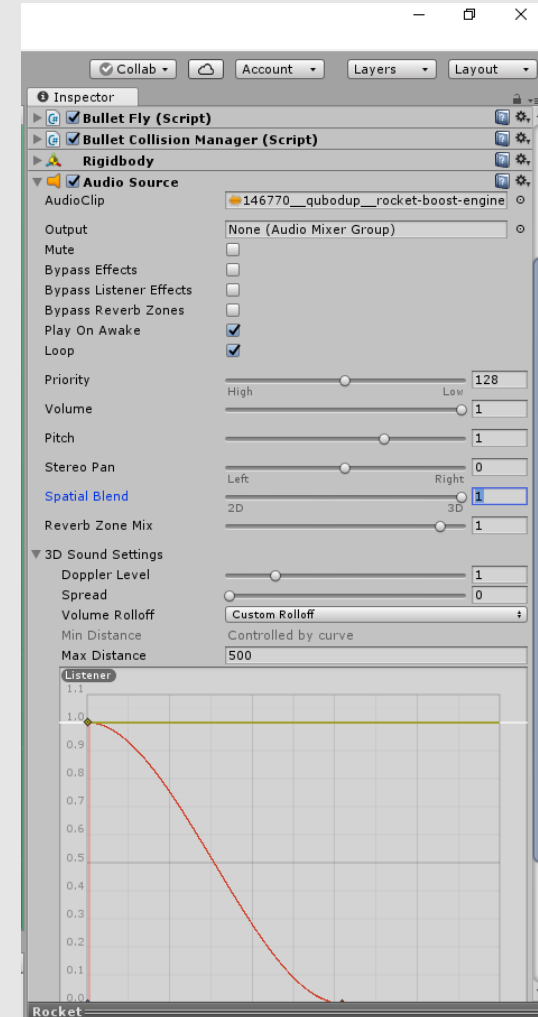 Collab Account Layers Layout
Inspector
Bullet Fly (Script)
Bullet Collision Manager (Script)
Rigidbody
Audio Source
AudioClip 146770__qubodup__rocket-boost-engine
Output None (Audio Mixer Group)
Mute
Bypass Effects
Bypass Listener Effects
Bypass Reverb Zones
Play On Awake
Loop
Priority 128
High Low
Volume 1
Pitch 1
Stereo Pan 0
Left Right
Spatial Blend 1
2D 3D
Reverb Zone Mix 1
3D Sound Settings
Doppler Level 1
Spread 0
Volume Rolloff Custom Rolloff
Min Distance Controlled by curve
Max Distance 500
Listener
1.1
1.0
0.9
0.8
0.7
0.6
0.5
0.4
0.3
0.2
0.1
0.0
Rocket